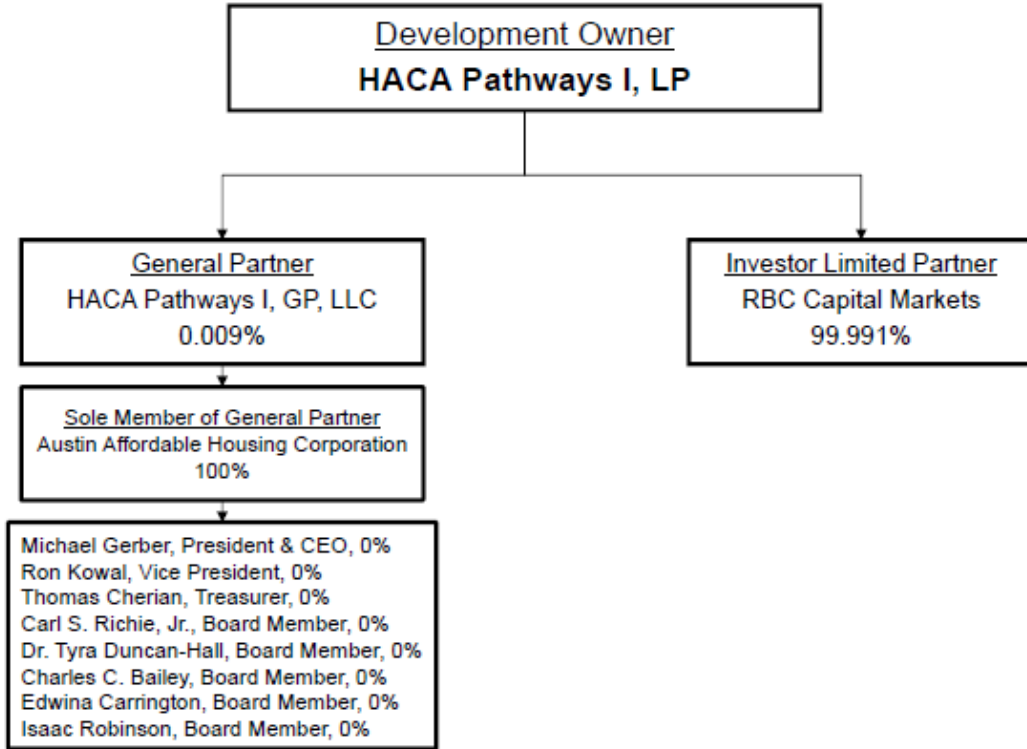 Development Owner
HACA Pathways I, LP
General Partner
HACA Pathways I, GP, LLC
0.009%
Investor Limited Partner
RBC Capital Markets
99.991%
Sole Member of General Partner
Austin Affordable Housing Corporation
100%
Michael Gerber, President & CEO, 0%
Ron Kowal, Vice President, 0%
Thomas Cherian, Treasurer, 0%
Carl S. Richie, Jr., Board Member, 0%
Dr. Tyra Duncan-Hall, Board Member, 0%
Charles C. Bailey, Board Member, 0%
Edwina Carrington, Board Member, 0%
Isaac Robinson, Board Member, 0%